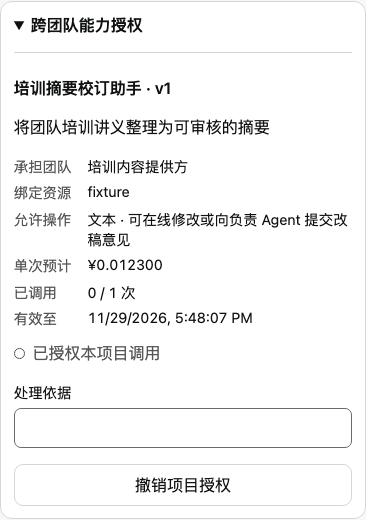 ▼ 跨团队能力授权
培训摘要校订助手 · v1
将团队培训讲义整理为可审核的摘要
承担团队 培训内容提供方
绑定资源 fixture
允许操作 文本 · 可在线修改或向负责 Agent 提交改
稿意见
单次预计 ¥0.012300
已调用 0 / 1 次
有效至 11/29/2026, 5:48:07 PM
已授权本项目调用
处理依据
撤销项目授权